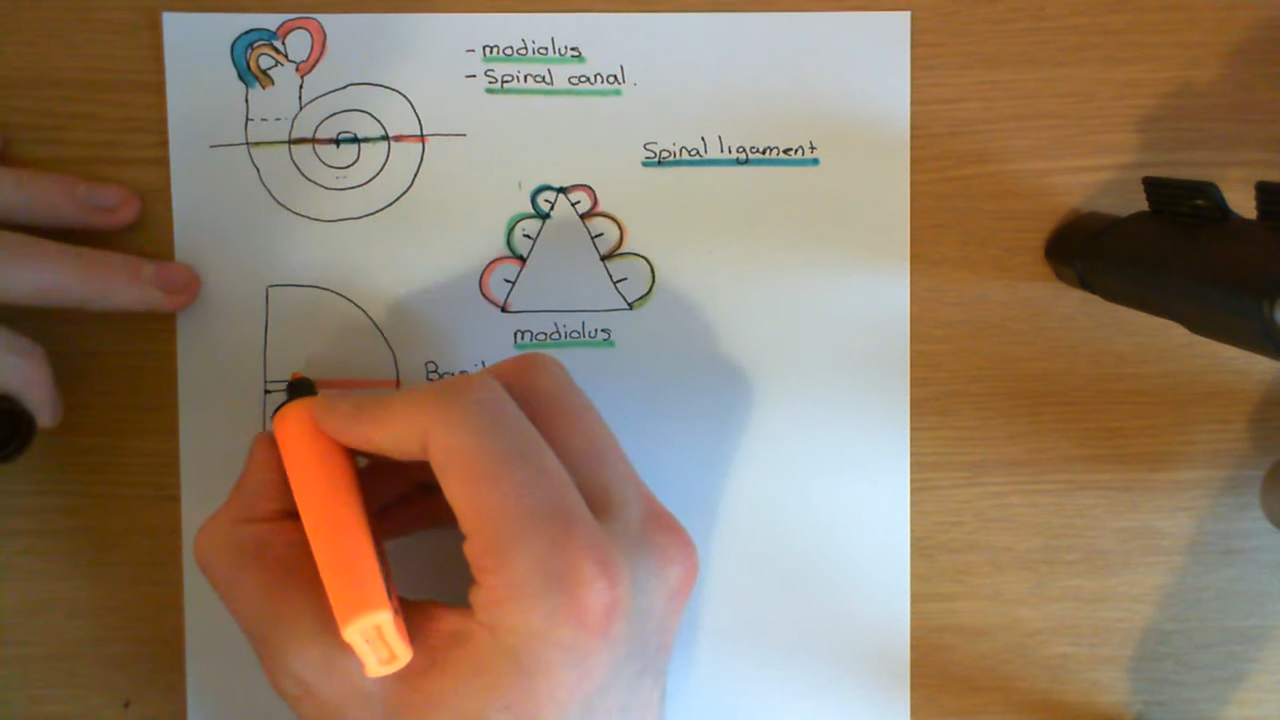 - modiolus
- Spiral canal.
Spiral ligament
modiolus